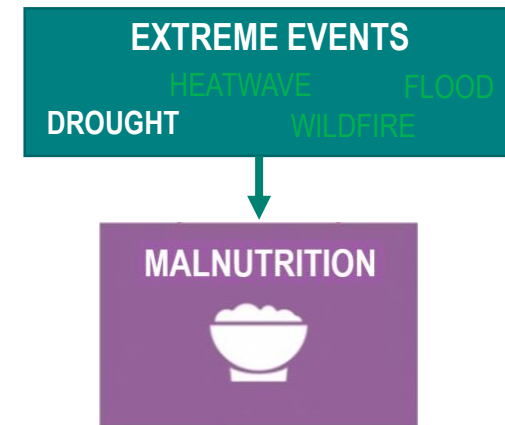 EXTREME EVENTS
HEATWAVE FLOOD
DROUGHT WILDFIRE
MALNUTRITION